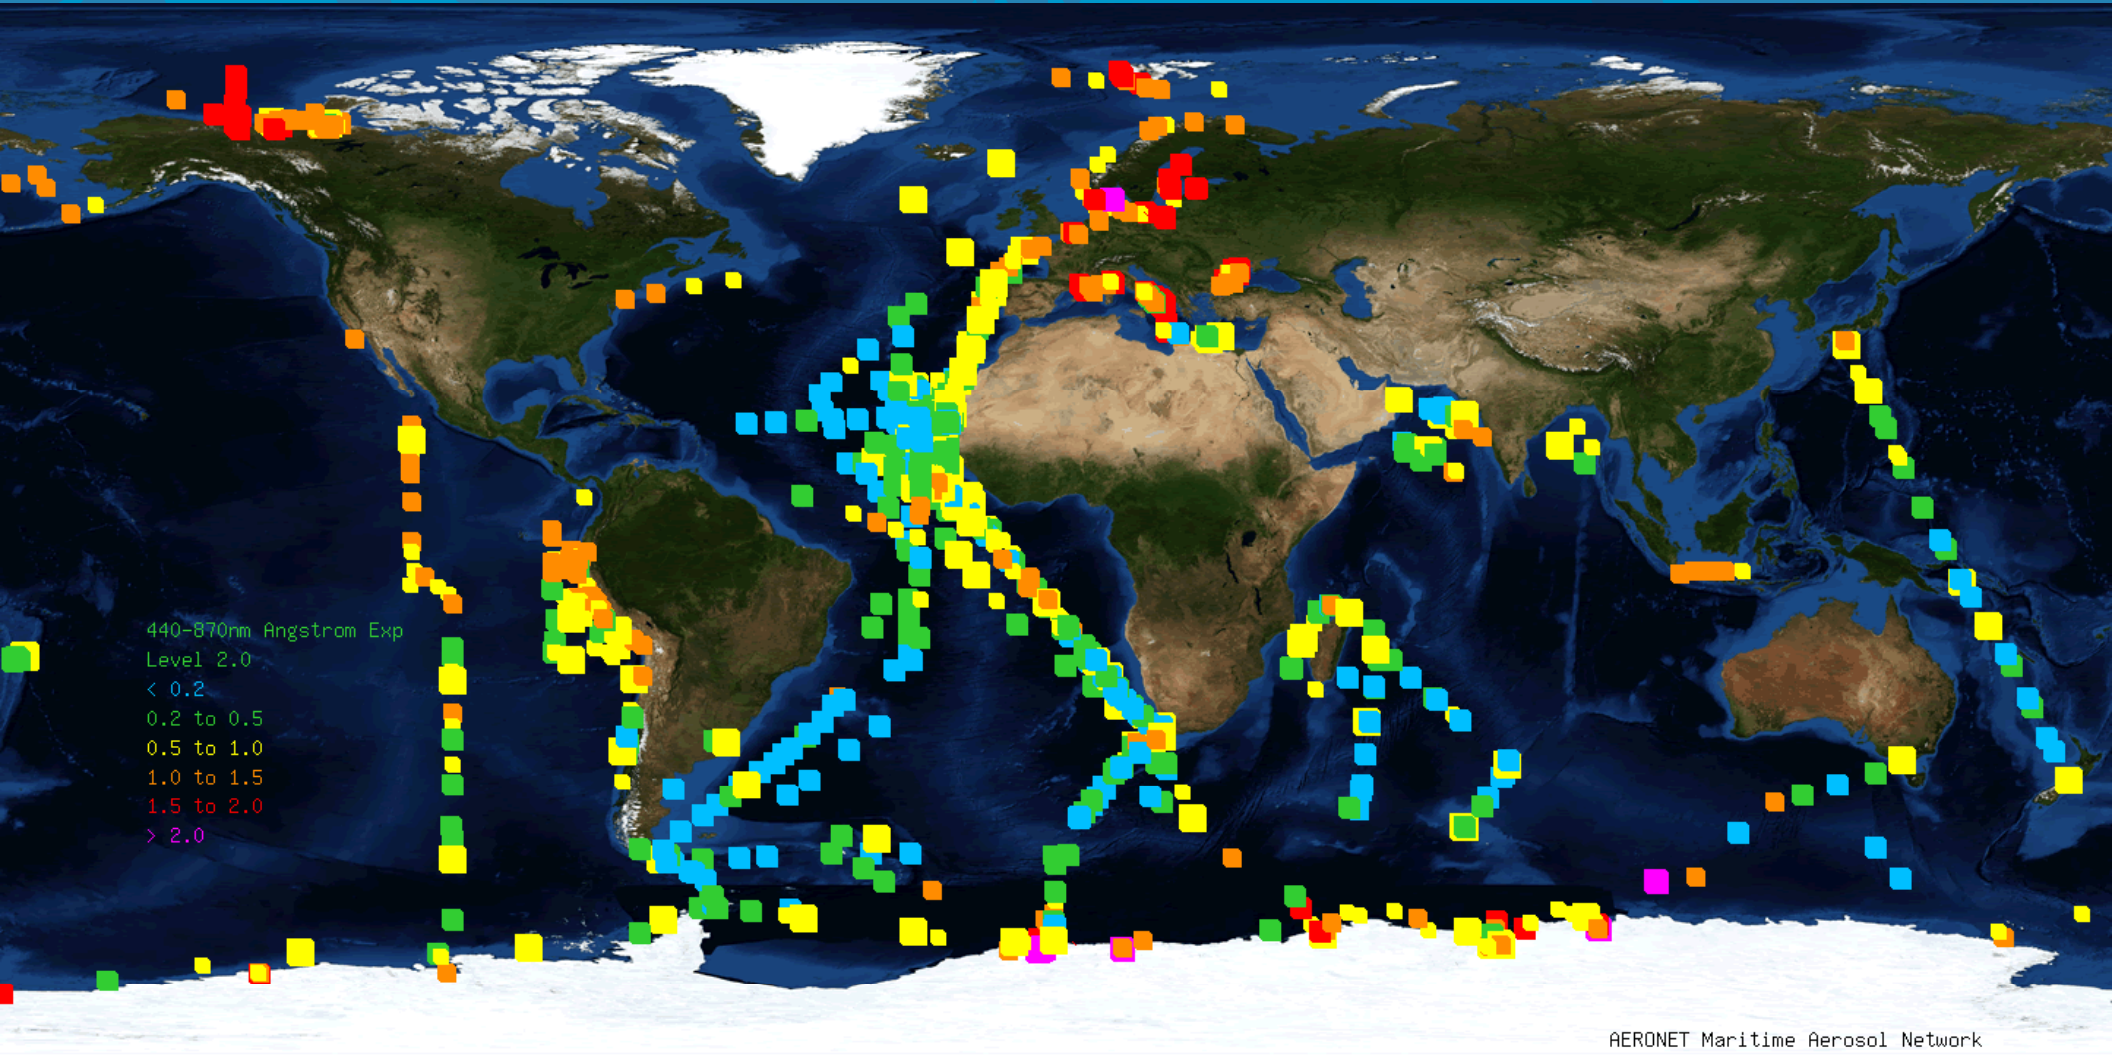 440-870nm Angstrom Exp
Level 2.0
< 0.2
0.2 to 0.5
0.5 to 1.0
1.0 to 1.5
1.5 to 2.0
> 2.0
AERONET Maritime Aerosol Network